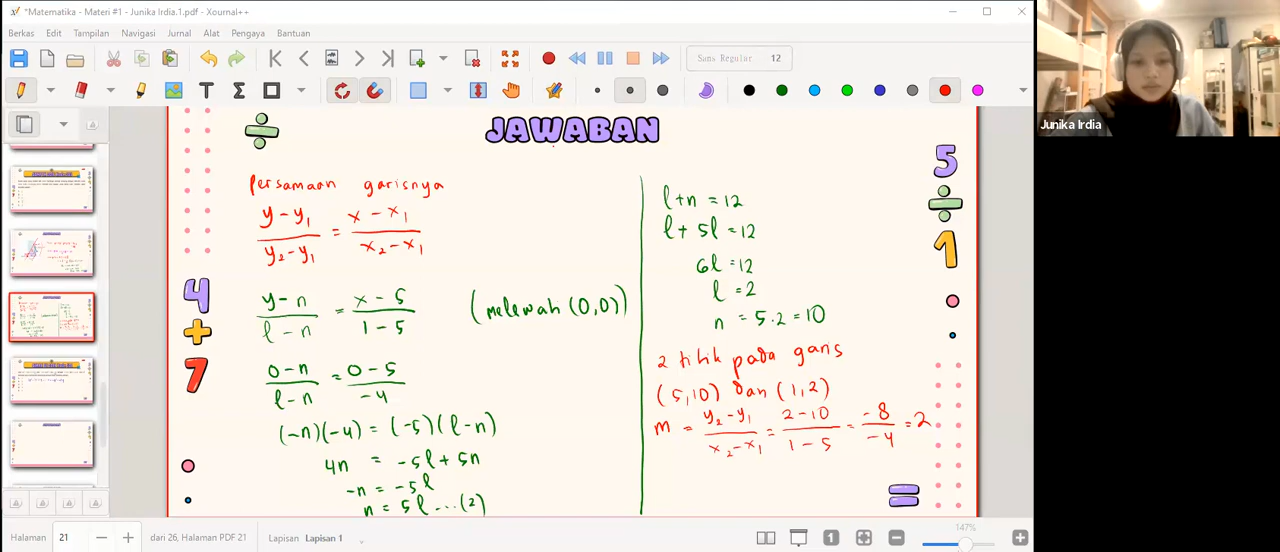 *Matematika - Materi #1 - Junika Irdia.1.pdf - Xournal++
Berkas Edit Tampilan Navigasi Jurnal Alat Pengaya Bantuan
Sans Regular 12
JAWABAN
Persamaan garisnya
y-y₁/y₂-y₁ = x-x₁/x₂-x₁
y-n/l-n = x-5/1-5 (melewah (0,0))
0-n/l-n = 0-5/-4
(-n)(-4) = (-5)(l-n)
4n = -5l + 5n
-n = -5l
n = 5l ...(2)
l+n = 12
l+ 5l = 12
6l = 12
l = 2
n = 5.2 = 10
2 titik pada garis
(5,10) dan (1,2)
m = y₂-y₁/x₂-x₁ = 2-10/1-5 = -8/-4 = 2
4
+
7
5
÷
1
=
Junika Irdia
Halaman 21 dari 26, Halaman PDF 21 Lapisan Lapisan 1
147%